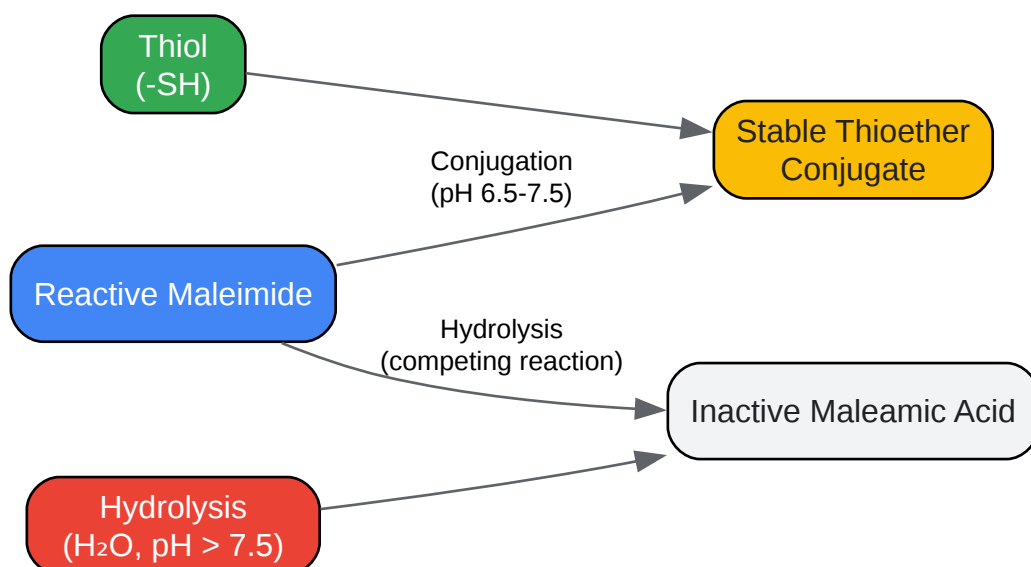 Thiol
(-SH)
Stable Thioether
Conjugate
Conjugation
(pH 6.5-7.5)
Reactive Maleimide
Hydrolysis
(competing reaction)
Inactive Maleamic Acid
Hydrolysis
(H₂O, pH > 7.5)